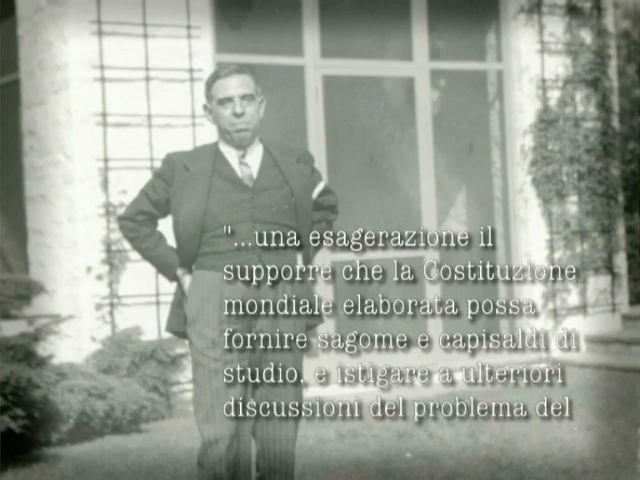 "...una esagerazione il
supporre che la Costituzione
mondiale elaborata possa
fornire sagome e capisaldi di
studio, e istigare a ulteriori
discussioni del problema del